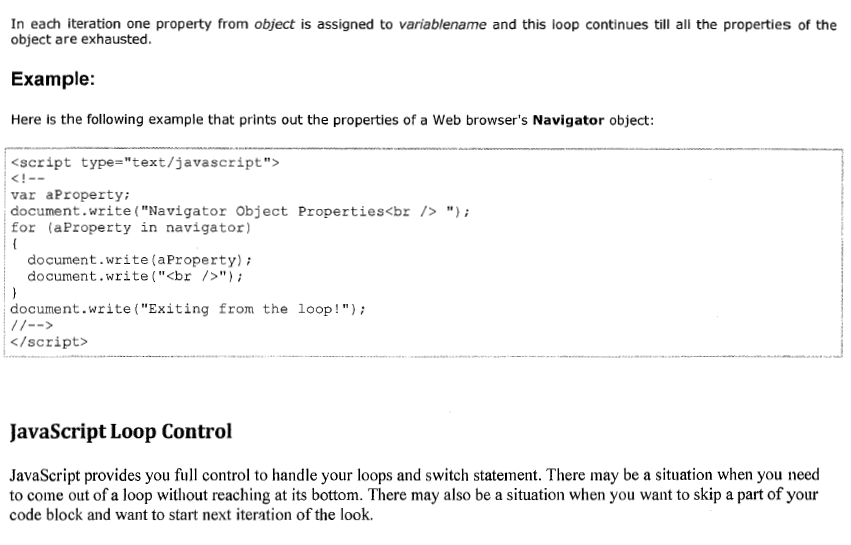 In each iteration one property from object is assigned to variablename and this loop continues till all the properties of the
object are exhausted.
Example:
Here is the following example that prints out the properties of a Web browser's Navigator object:
<script type="text/javascript">
<!--
var aProperty;
document.write("Navigator Object Properties<br /> ");
for (aProperty in navigator)
{
  document.write(aProperty);
  document.write("<br />");
}
document.write("Exiting from the loop!");
//-->
</script>
JavaScript Loop Control
JavaScript provides you full control to handle your loops and switch statement. There may be a situation when you need
to come out of a loop without reaching at its bottom. There may also be a situation when you want to skip a part of your
code block and want to start next iteration of the look.